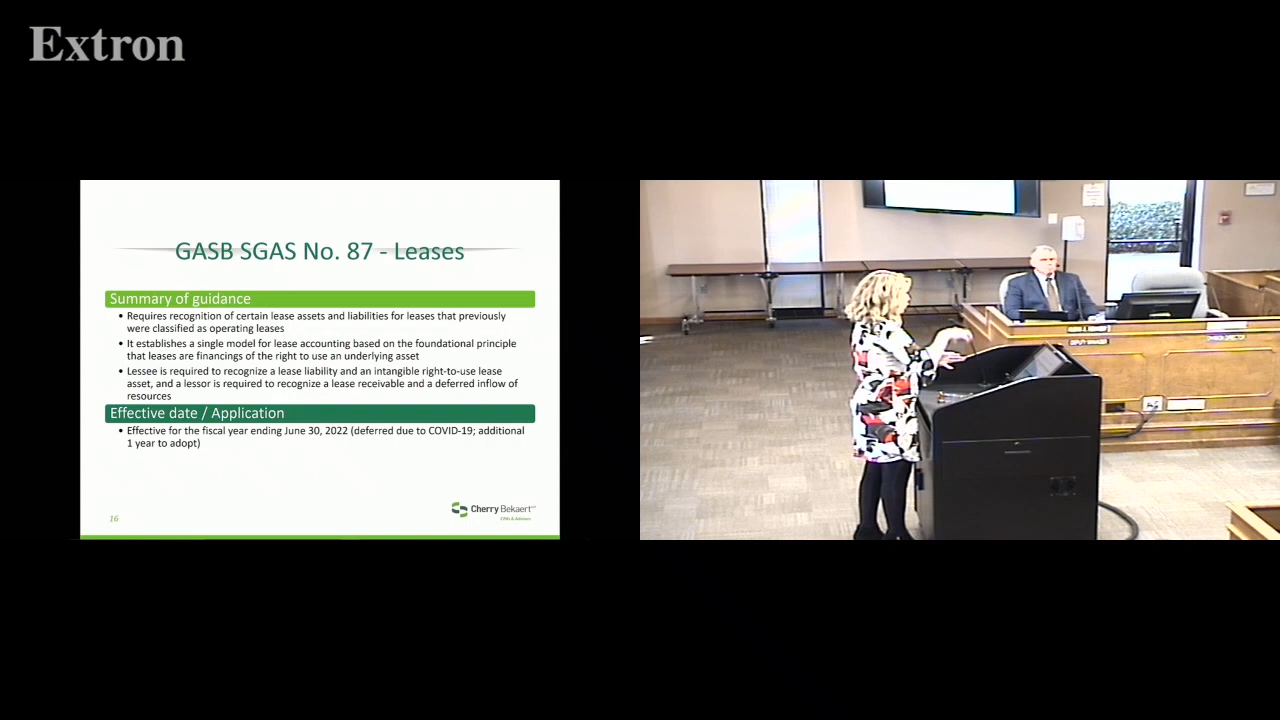 Extron
GASB SGAS No. 87 - Leases
Summary of guidance
• Requires recognition of certain lease assets and liabilities for leases that previously
were classified as operating leases
• It establishes a single model for lease accounting based on the foundational principle
that leases are financings of the right to use an underlying asset
• Lessee is required to recognize a lease liability and an intangible right-to-use lease
asset, and a lessor is required to recognize a lease receivable and a deferred inflow of
resources
Effective date / Application
• Effective for the fiscal year ending June 30, 2022 (deferred due to COVID-19; additional
1 year to adopt)
16
Cherry Bekaert LLP
CPAs & Advisors